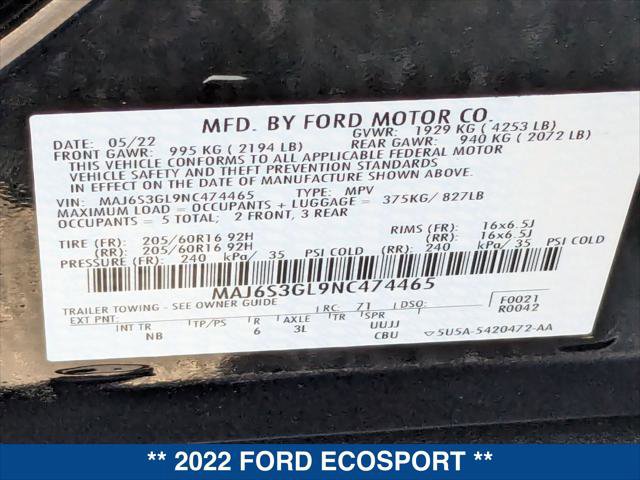 MFD. BY FORD MOTOR CO.
DATE: 05/22 GVWR: 1929 KG ( 4253 LB)
FRONT GAWR: 995 KG ( 2194 LB) REAR GAWR: 940 KG ( 2072 LB)
THIS VEHICLE CONFORMS TO ALL APPLICABLE FEDERAL MOTOR
VEHICLE SAFETY AND THEFT PREVENTION STANDARDS
IN EFFECT ON THE DATE OF MANUFACTURE SHOWN ABOVE.
VIN: MAJ6S3GL9NC474465 TYPE: MPV
MAXIMUM LOAD = OCCUPANTS + LUGGAGE = 375KG/ 827LB
OCCUPANTS = 5 TOTAL; 2 FRONT, 3 REAR
TIRE (FR): 205/60R16 92H RIMS (FR): 16x6.5J
(RR): 205/60R16 92H (RR): 16x6.5J
PRESSURE (FR): 240 kPa/ 35 PSI COLD (RR): 240 kPa/ 35 PSI COLD
MAJ6S3GL9NC474465
TRAILER TOWING - SEE OWNER GUIDE
EXT PNT: RC: 71 DSO: F0021
R0042
INT TR TP/PS R AXLE TR SPR
NB 6 3L UUJJ
CBU 5U5A-5420472-AA
** 2022 FORD ECOSPORT **